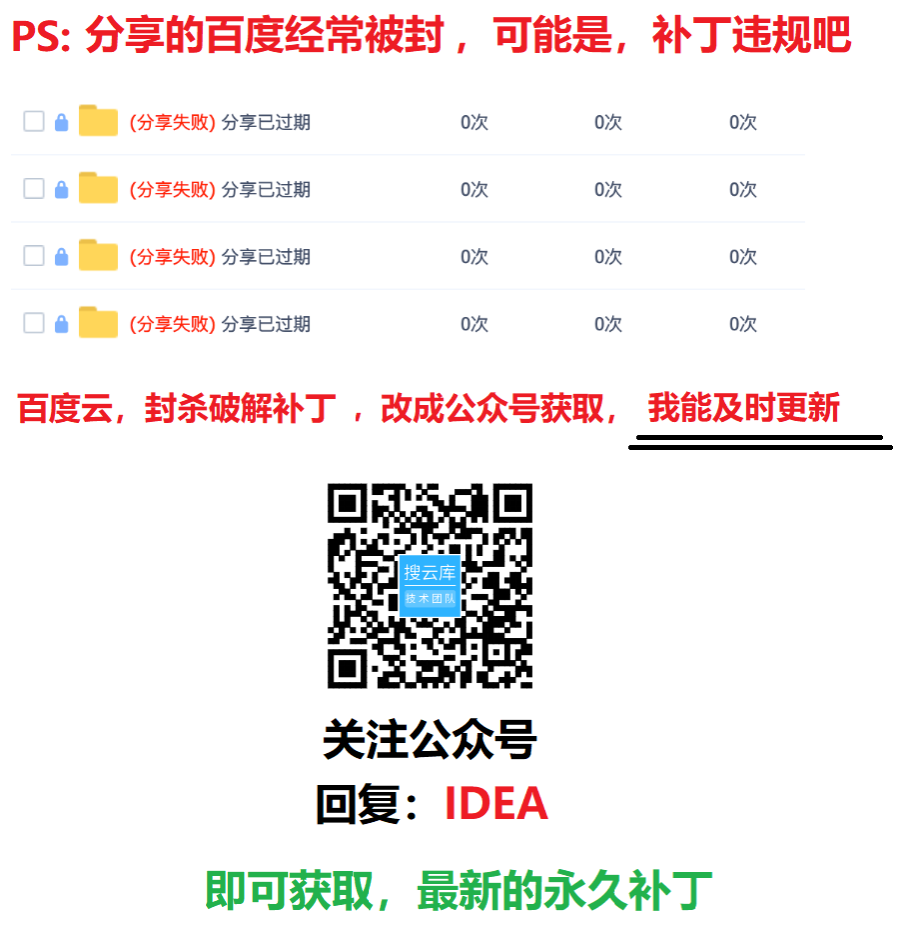 PS: 分享的百度经常被封 ，可能是，补丁违规吧
(分享失败) 分享已过期 0次 0次 0次
(分享失败) 分享已过期 0次 0次 0次
(分享失败) 分享已过期 0次 0次 0次
(分享失败) 分享已过期 0次 0次 0次
百度云，封杀破解补丁 ，改成公众号获取， 我能及时更新
搜云库
技术团队
关注公众号
回复：IDEA
即可获取，最新的永久补丁